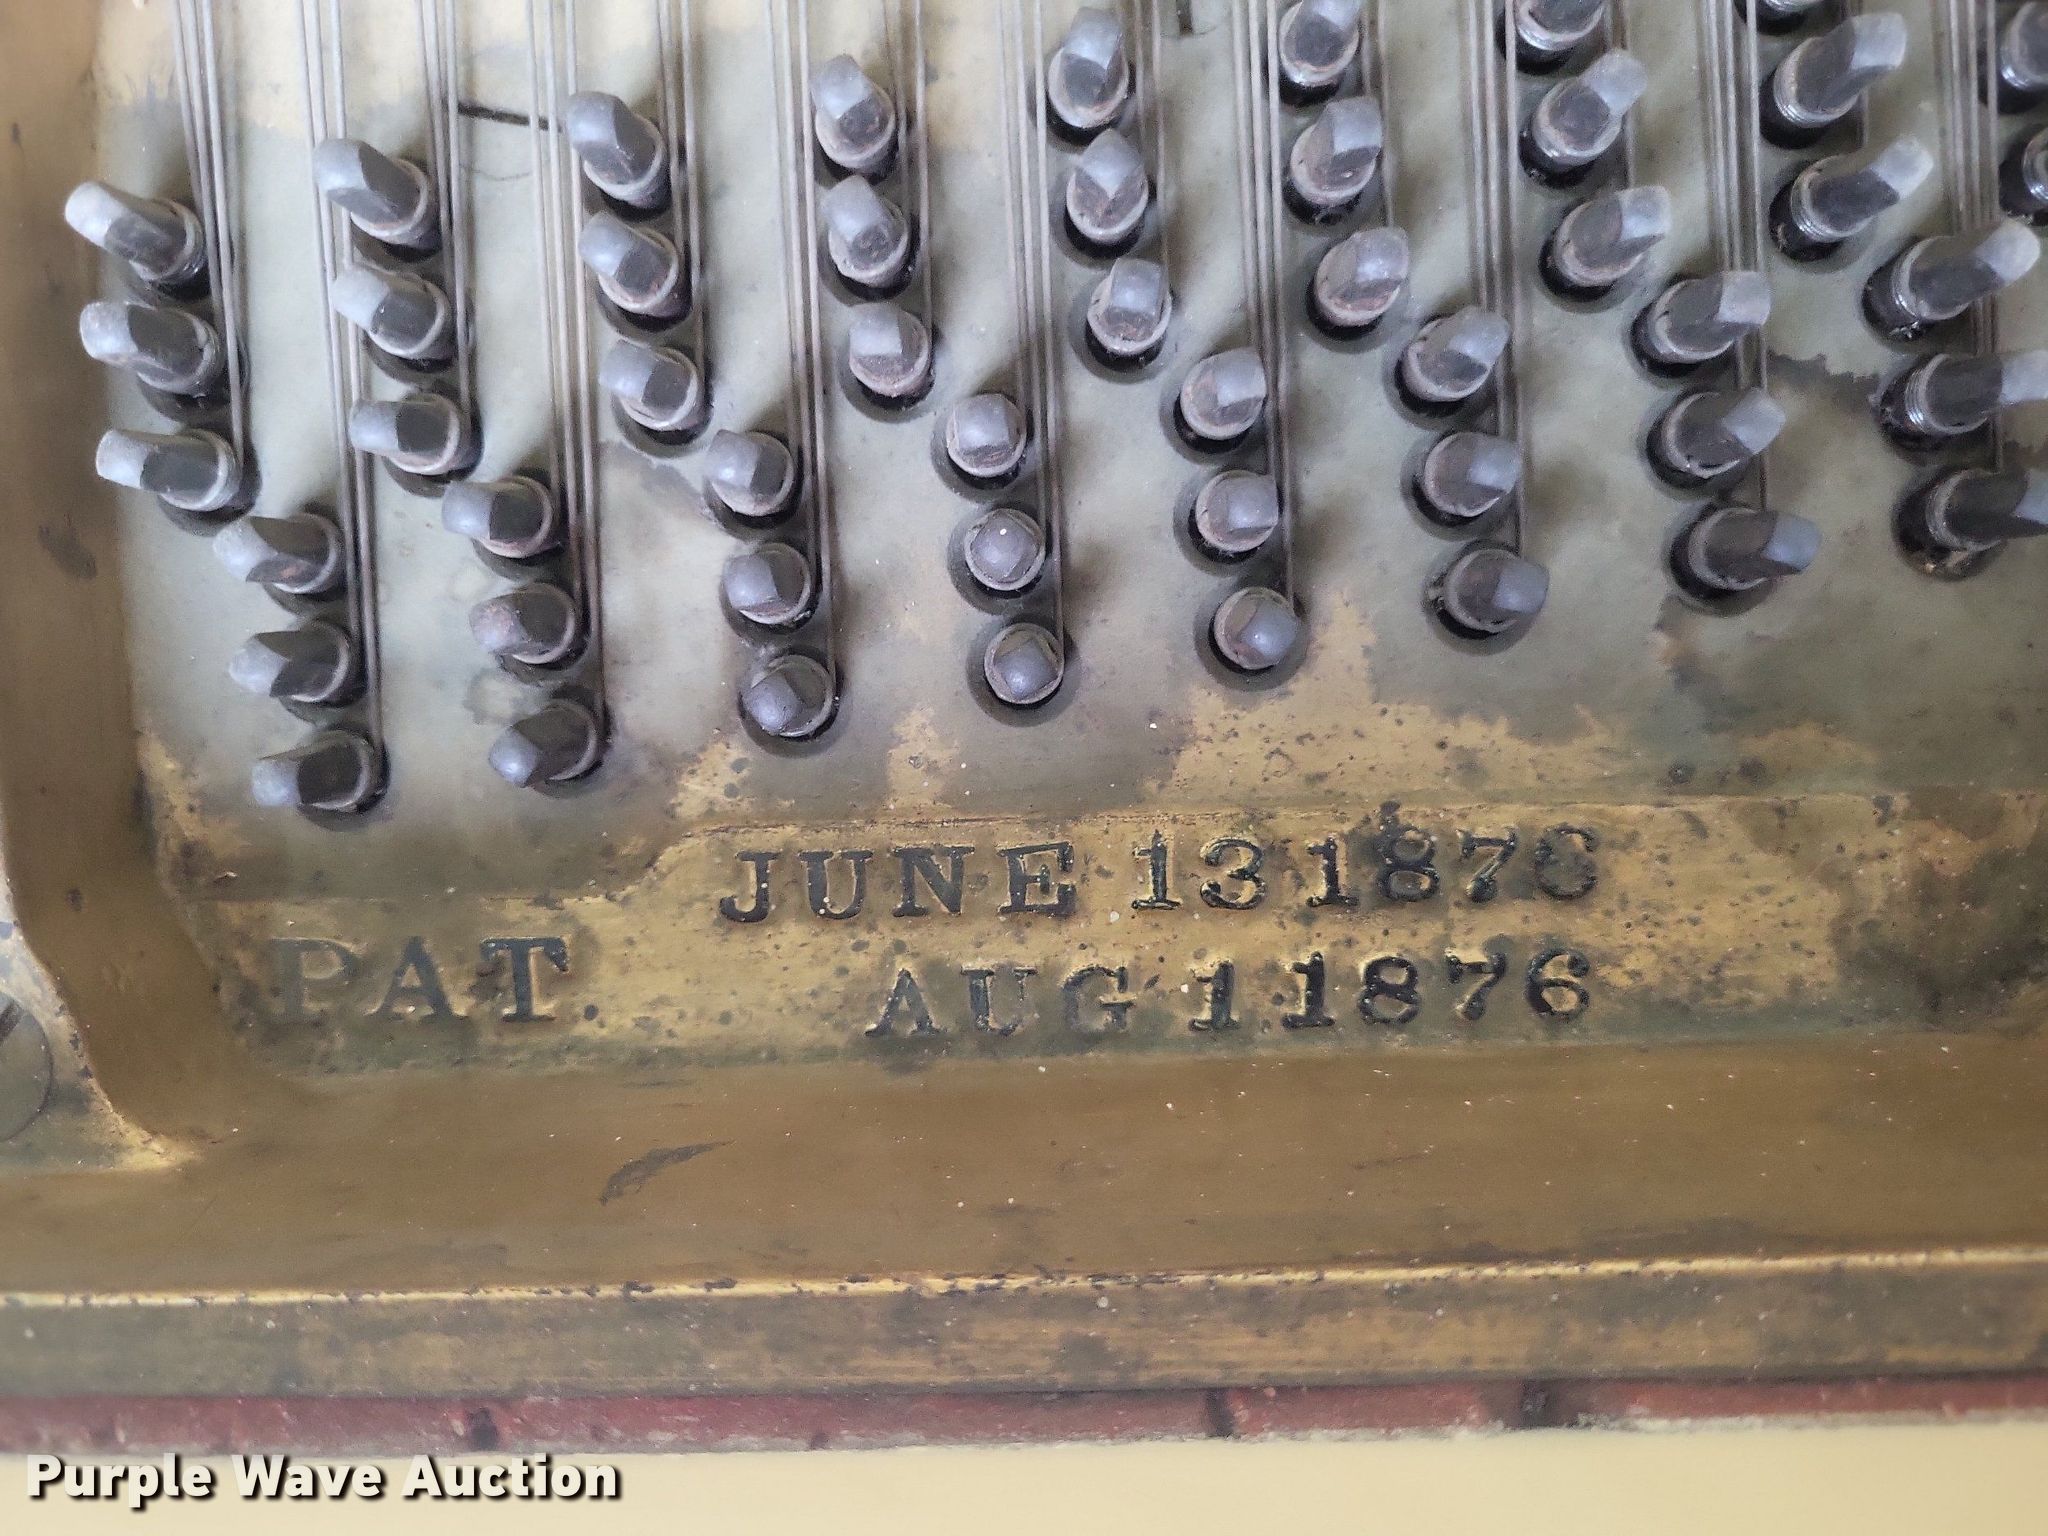 JUNE 13 1876
PAT.
AUG 1 1876
Purple Wave Auction